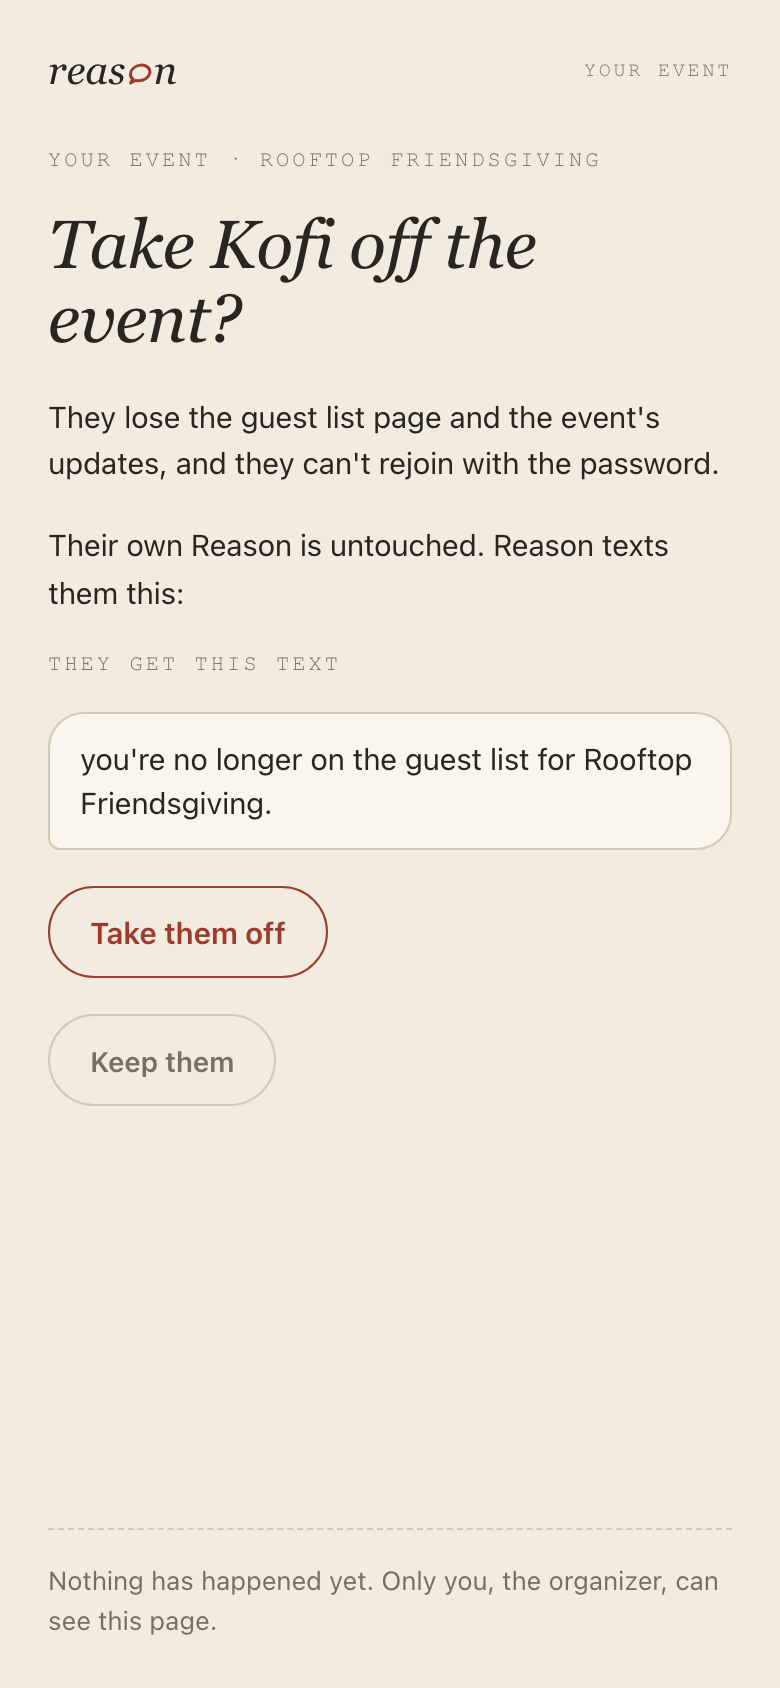 reason
YOUR EVENT
YOUR EVENT · ROOFTOP FRIENDSGIVING
Take Kofi off the
event?
They lose the guest list page and the event's
updates, and they can't rejoin with the password.
Their own Reason is untouched. Reason texts
them this:
THEY GET THIS TEXT
you're no longer on the guest list for Rooftop
Friendsgiving.
Take them off
Keep them
Nothing has happened yet. Only you, the organizer, can
see this page.